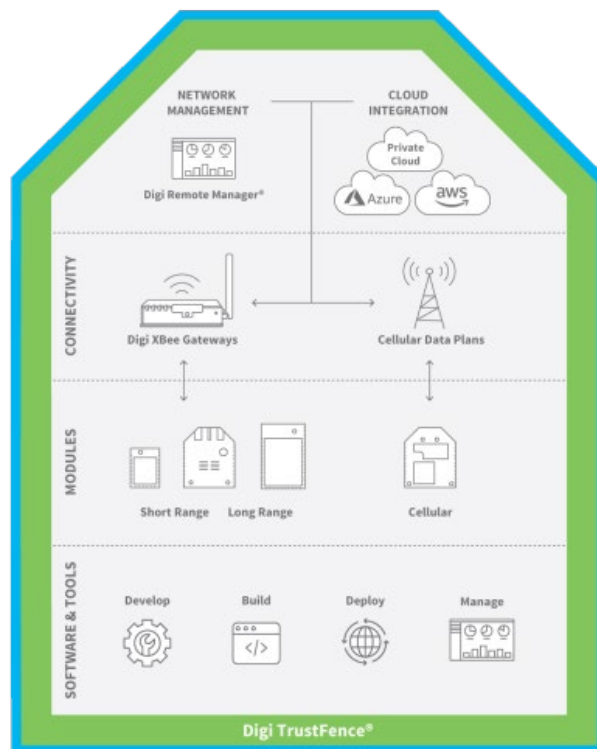 NETWORK
MANAGEMENT
Digi Remote Manager®
CLOUD
INTEGRATION
Private
Cloud
Azure
aws
CONNECTIVITY
Digi XBee Gateways
Cellular Data Plans
MODULES
Short Range
Long Range
Cellular
SOFTWARE & TOOLS
Develop
Build
</>
Deploy
Manage
Digi TrustFence®